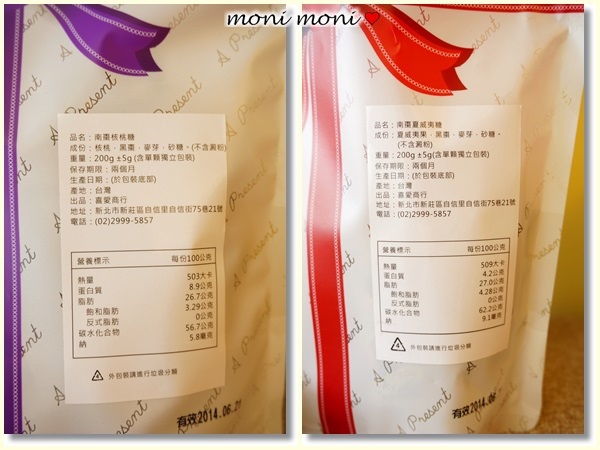 moni moni
A Present
品名：南棗核桃糖
成份：核桃、黑棗、麥芽、砂糖。(不含澱粉)
重量：200g ±5g(含單顆獨立包裝)
保存期限：兩個月
生產日期：(於包裝底部)
產地：台灣
出品：喜愛商行
地址：新北市新莊區自信里自信街75巷21號
電話：(02)2999-5857
營養標示 每份100公克
熱量 503大卡
蛋白質 8.9公克
脂肪 26.7公克
飽和脂肪 3.29公克
反式脂肪 0公克
碳水化合物 56.7公克
鈉 5.8毫克
4 外包裝請進行垃圾分類
A Present
有效2014.06.21
品名：南棗夏威夷糖
成份：夏威夷果、黑棗、麥芽、砂糖。
(不含澱粉)
重量：200g ±5g(含單顆獨立包裝)
保存期限：兩個月
生產日期：(於包裝底部)
產地：台灣
出品：喜愛商行
地址：新北市新莊區自信里自信街75巷21號
電話：(02)2999-5857
營養標示 每份100公克
熱量 509大卡
蛋白質 4.2公克
脂肪 27.0公克
飽和脂肪 4.28公克
反式脂肪 0公克
碳水化合物 62.2公克
鈉 9.1毫克
4 外包裝請進行垃圾分類
A Present
有效2014.06